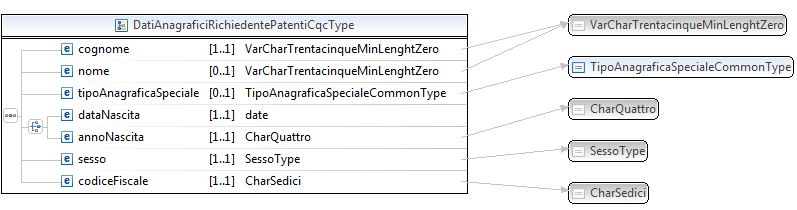 DatiAnagraficiRichiedentePatentiCqcType
cognome [1..1] VarCharTrentacinqueMinLenghtZero
nome [0..1] VarCharTrentacinqueMinLenghtZero
tipoAnagraficaSpeciale [0..1] TipoAnagraficaSpecialeCommonType
dataNascita [1..1] date
annoNascita [1..1] CharQuattro
sesso [1..1] SessoType
codiceFiscale [1..1] CharSedici
VarCharTrentacinqueMinLenghtZero
TipoAnagraficaSpecialeCommonType
CharQuattro
SessoType
CharSedici